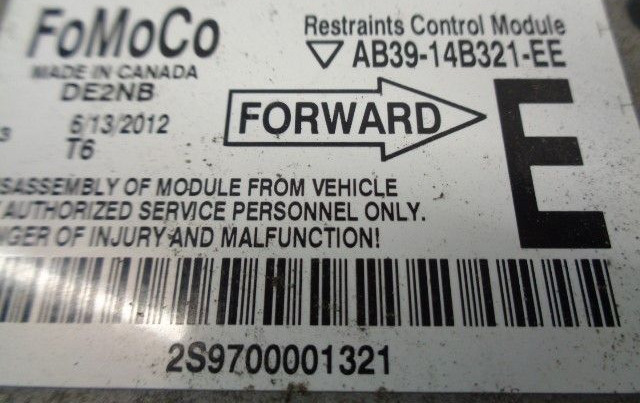 FoMoCo
MADE IN CANADA
DE2NB
6/13/2012
T6
Restraints Control Module
AB39-14B321-EE
FORWARD
E
SASSEMBLY OF MODULE FROM VEHICLE
AUTHORIZED SERVICE PERSONNEL ONLY.
NGER OF INJURY AND MALFUNCTION!
2S9700001321